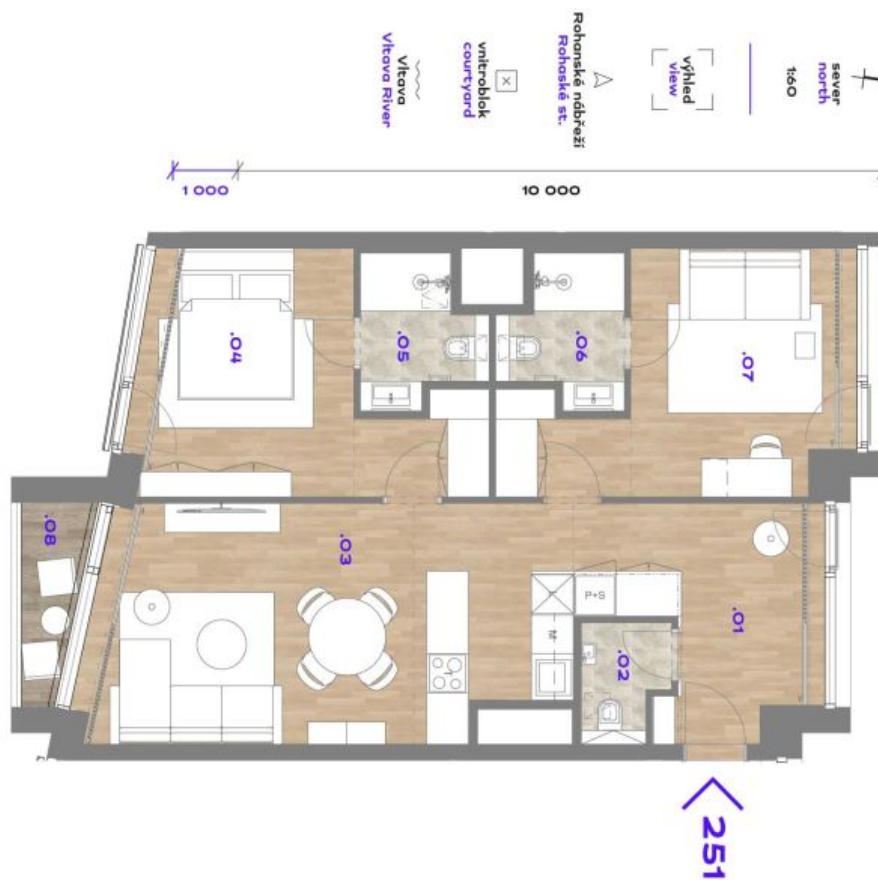 sever
north
1:60
výhled
view
Rohanské nábřeží
Rohaské st.
vnitroblok
courtyard
Vltava
Vltava River
1 000
10 000
.04
.05
.06
.07
.08
.03
P+S
.01
.02
251